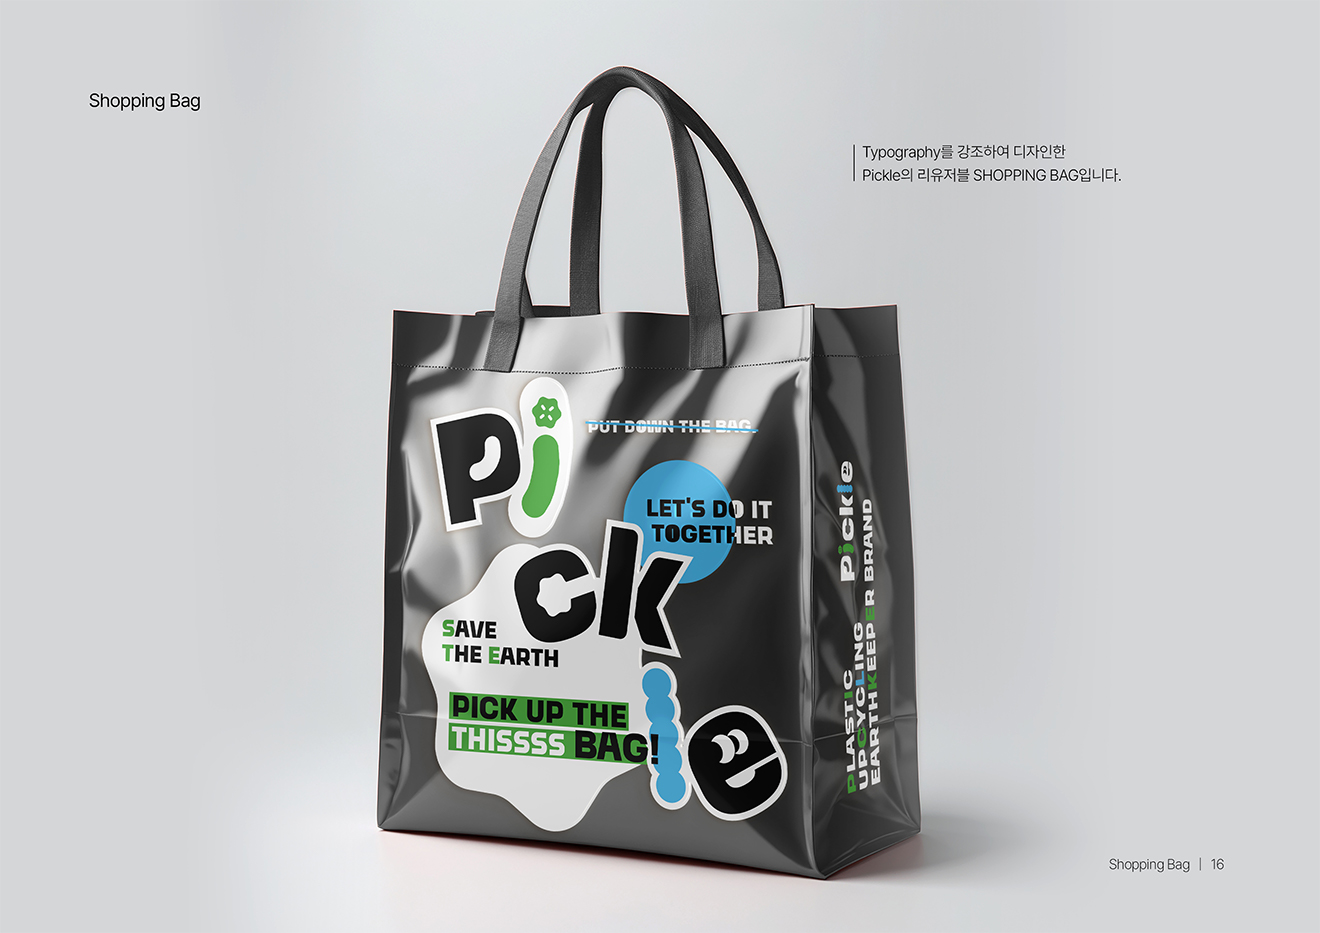 Shopping Bag
Typography를 강조하여 디자인한
Pickle의 리유저블 SHOPPING BAG입니다.
Pickle
PUT DOWN THE BAG.
LET'S DO IT
TOGETHER
SAVE
THE EARTH
PICK UP THE
THISSSS BAG!
Pickle
PLASTIC
UPCYCLING
EARTHKEEPER BRAND
Shopping Bag | 16